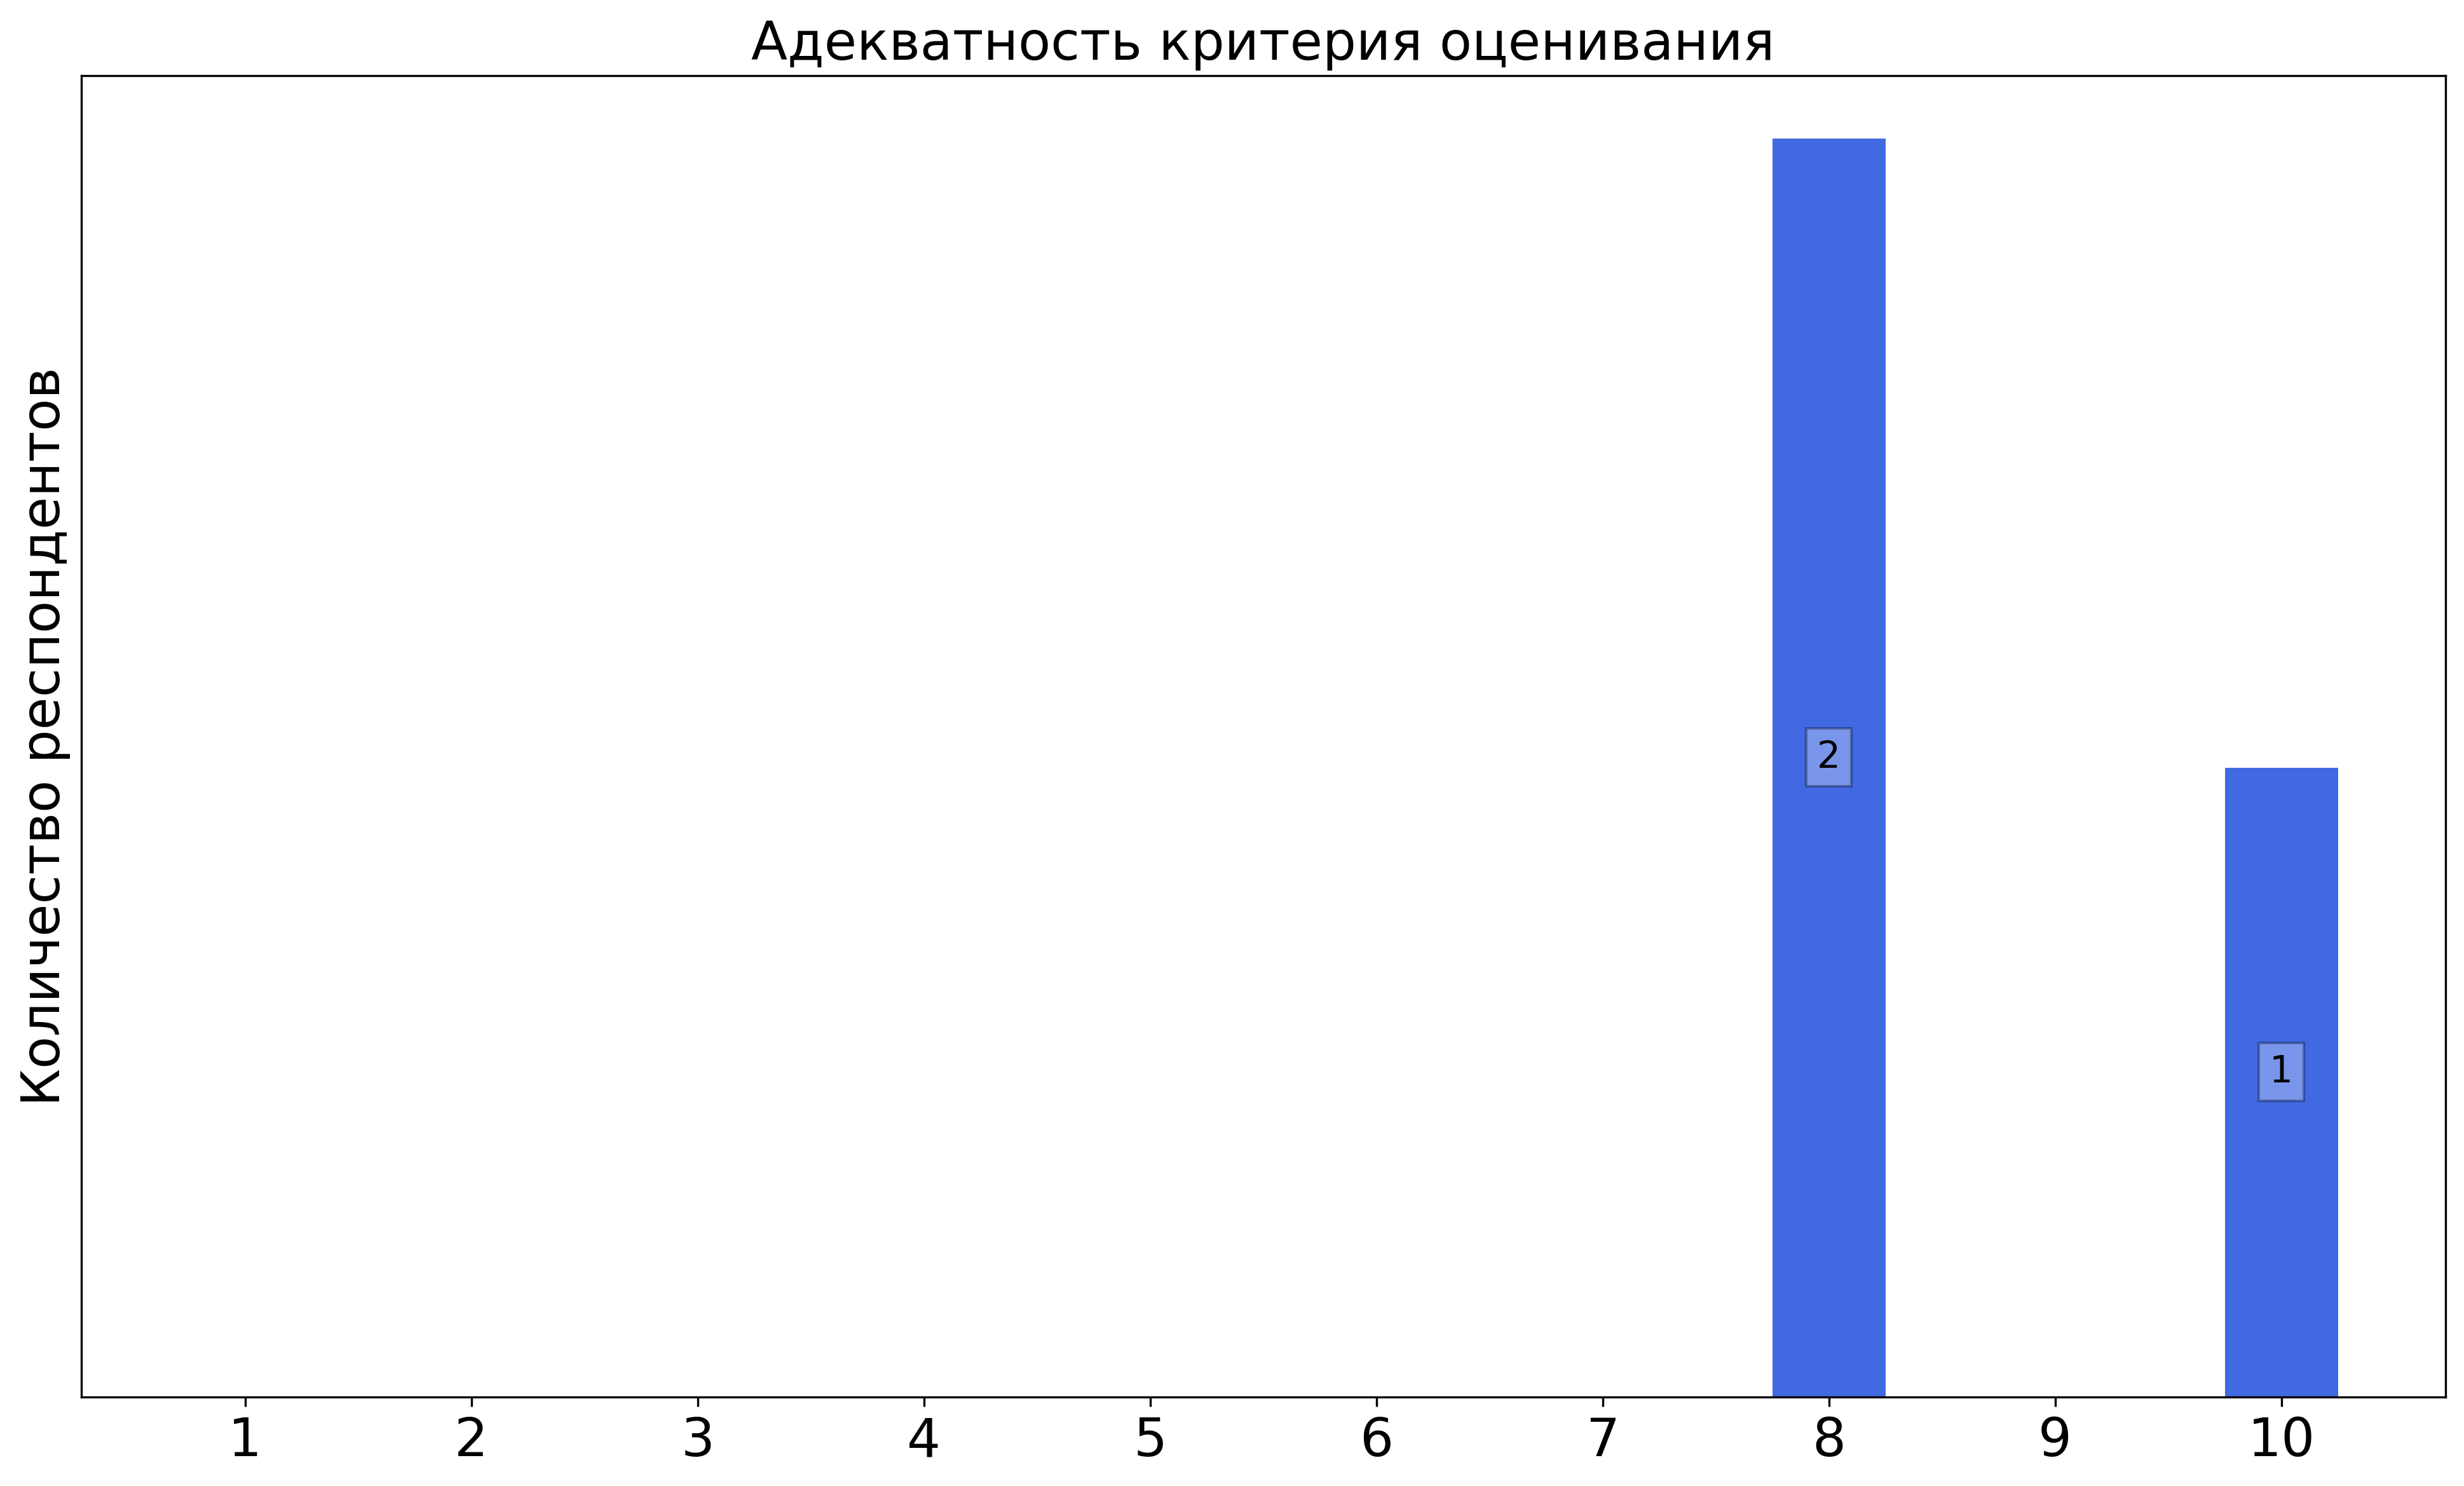 Адекватность критерия оценивания
Количество респондентов
2
1
1 2 3 4 5 6 7 8 9 10